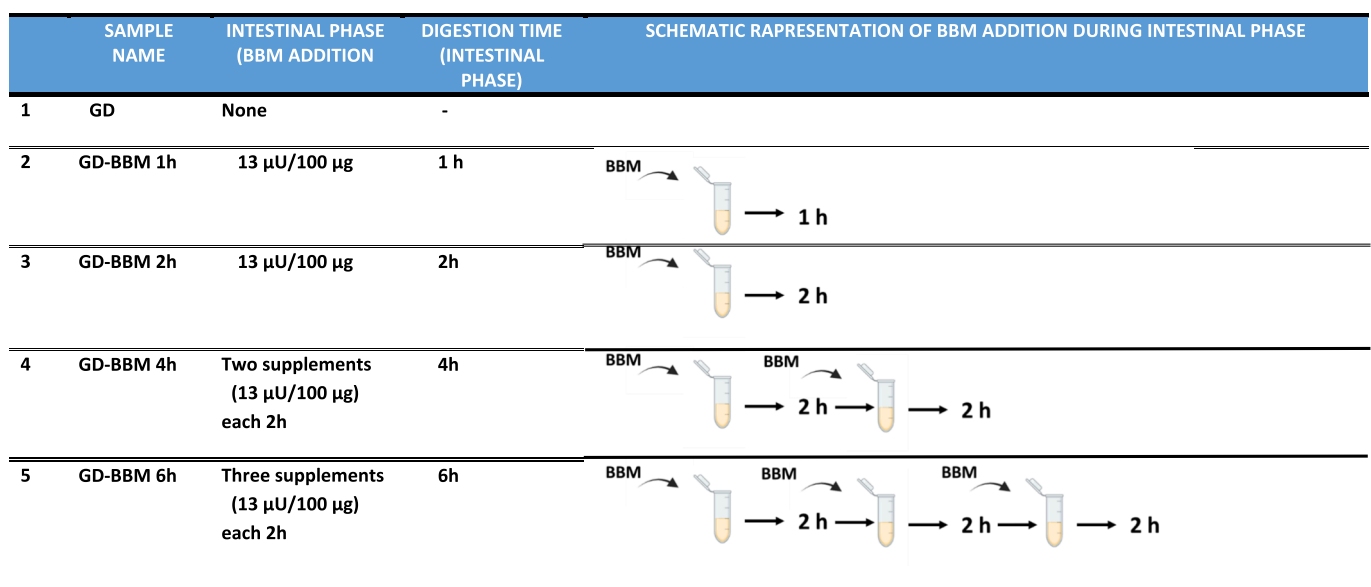 SAMPLE NAME
INTESTINAL PHASE (BBM ADDITION
DIGESTION TIME (INTESTINAL PHASE)
SCHEMATIC RAPRESENTATION OF BBM ADDITION DURING INTESTINAL PHASE
1 GD None -
2 GD-BBM 1h 13 µU/100 µg 1 h
BBM
1 h
3 GD-BBM 2h 13 µU/100 µg 2h
BBM
2 h
4 GD-BBM 4h Two supplements 4h
(13 µU/100 µg)
each 2h
BBM BBM
2 h 2 h
5 GD-BBM 6h Three supplements 6h
(13 µU/100 µg)
each 2h
BBM BBM BBM
2 h 2 h 2 h